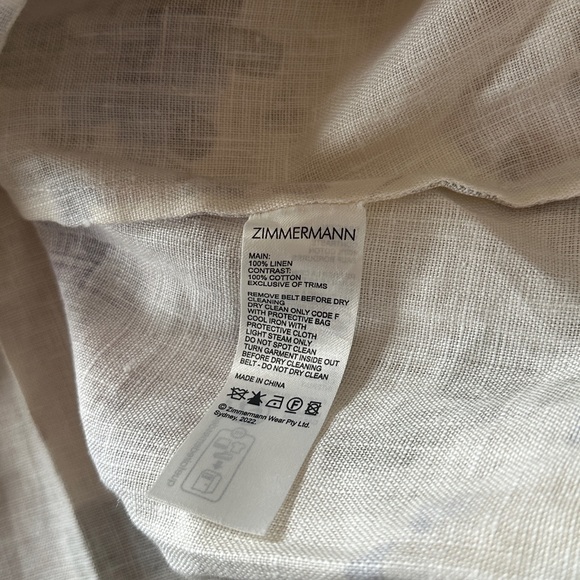 ZIMMERMANN
MAIN:
100% LINEN
CONTRAST:
100% COTTON
EXCLUSIVE OF TRIMS
REMOVE BELT BEFORE DRY
CLEANING
DRY CLEAN ONLY CODE F
WITH PROTECTIVE BAG
COOL IRON WITH
PROTECTIVE CLOTH
LIGHT STEAM ONLY
DO NOT SPOT CLEAN
TURN GARMENT INSIDE OUT
BEFORE DRY CLEANING
BELT - DO NOT DRY CLEAN
MADE IN CHINA
F
© Zimmermann Wear Pty Ltd.
Sydney, 2022.